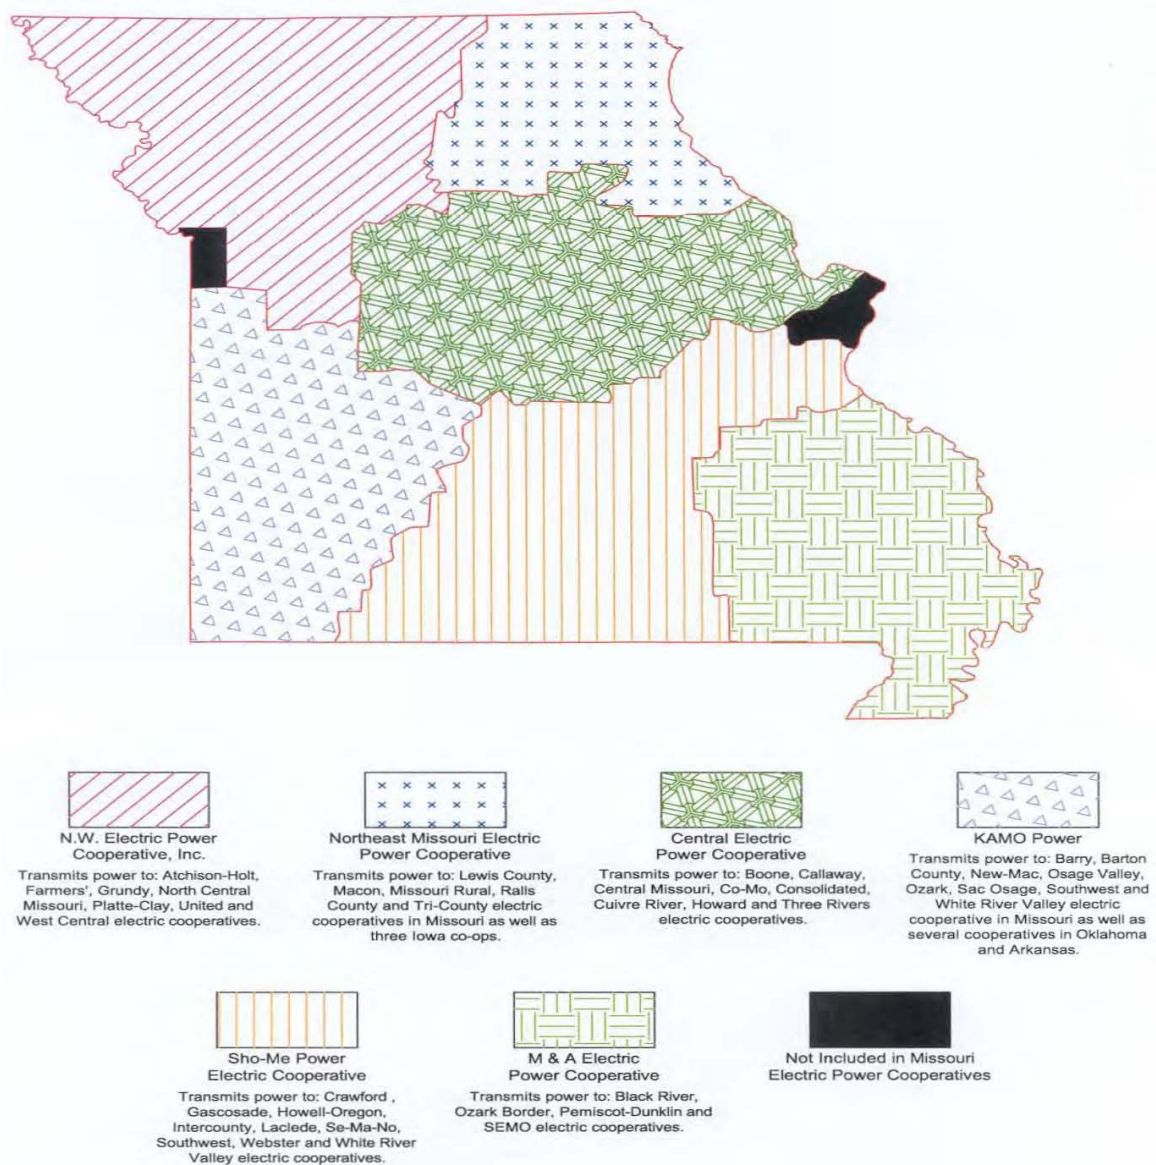 N.W. Electric Power
Cooperative, Inc.
Transmits power to: Atchison-Holt,
Farmers', Grundy, North Central
Missouri, Platte-Clay, United and
West Central electric cooperatives.
Northeast Missouri Electric
Power Cooperative
Transmits power to: Lewis County,
Macon, Missouri Rural, Ralls
County and Tri-County electric
cooperatives in Missouri as well as
three Iowa co-ops.
Central Electric
Power Cooperative
Transmits power to: Boone, Callaway,
Central Missouri, Co-Mo, Consolidated,
Cuivre River, Howard and Three Rivers
electric cooperatives.
KAMO Power
Transmits power to: Barry, Barton
County, New-Mac, Osage Valley,
Ozark, Sac Osage, Southwest and
White River Valley electric
cooperative in Missouri as well as
several cooperatives in Oklahoma
and Arkansas.
Sho-Me Power
Electric Cooperative
Transmits power to: Crawford ,
Gascosade, Howell-Oregon,
Intercounty, Laclede, Se-Ma-No,
Southwest, Webster and White River
Valley electric cooperatives.
M & A Electric
Power Cooperative
Transmits power to: Black River,
Ozark Border, Pemiscot-Dunklin and
SEMO electric cooperatives.
Not Included in Missouri
Electric Power Cooperatives